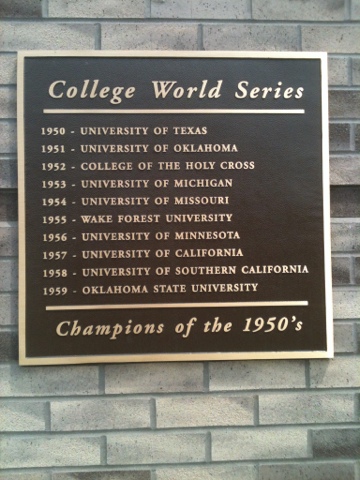 College World Series
1950 - UNIVERSITY OF TEXAS
1951 - UNIVERSITY OF OKLAHOMA
1952 - COLLEGE OF THE HOLY CROSS
1953 - UNIVERSITY OF MICHIGAN
1954 - UNIVERSITY OF MISSOURI
1955 - WAKE FOREST UNIVERSITY
1956 - UNIVERSITY OF MINNESOTA
1957 - UNIVERSITY OF CALIFORNIA
1958 - UNIVERSITY OF SOUTHERN CALIFORNIA
1959 - OKLAHOMA STATE UNIVERSITY
Champions of the 1950's